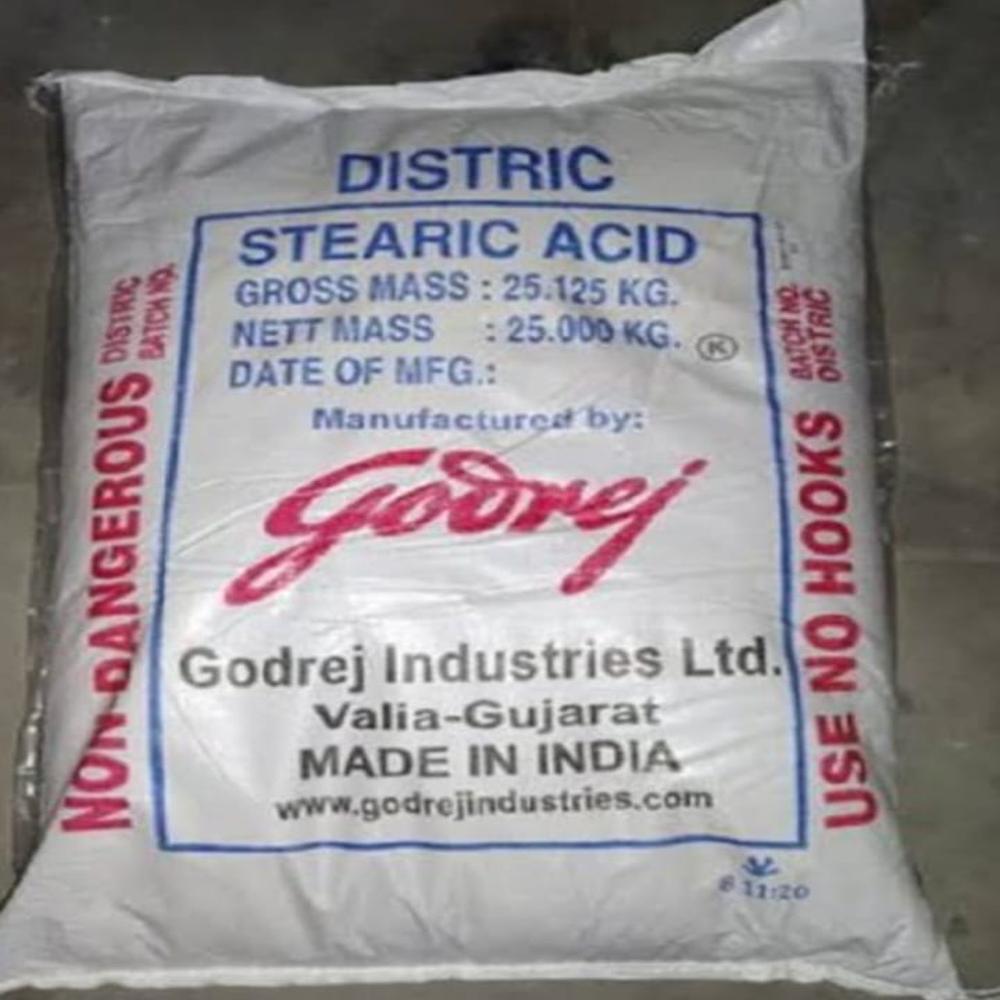 DISTRIC
STEARIC ACID
GROSS MASS : 25.125 KG.
NETT MASS : 25.000 KG.
K
DATE OF MFG.:
Manufactured by:
Godrej
Godrej Industries Ltd.
Valia-Gujarat
MADE IN INDIA
www.godrejindustries.com
NON-DANGEROUS DISTRIC
BATCH NO.
BATCH NO.
USE NO HOOKS DISTRIC
11:20